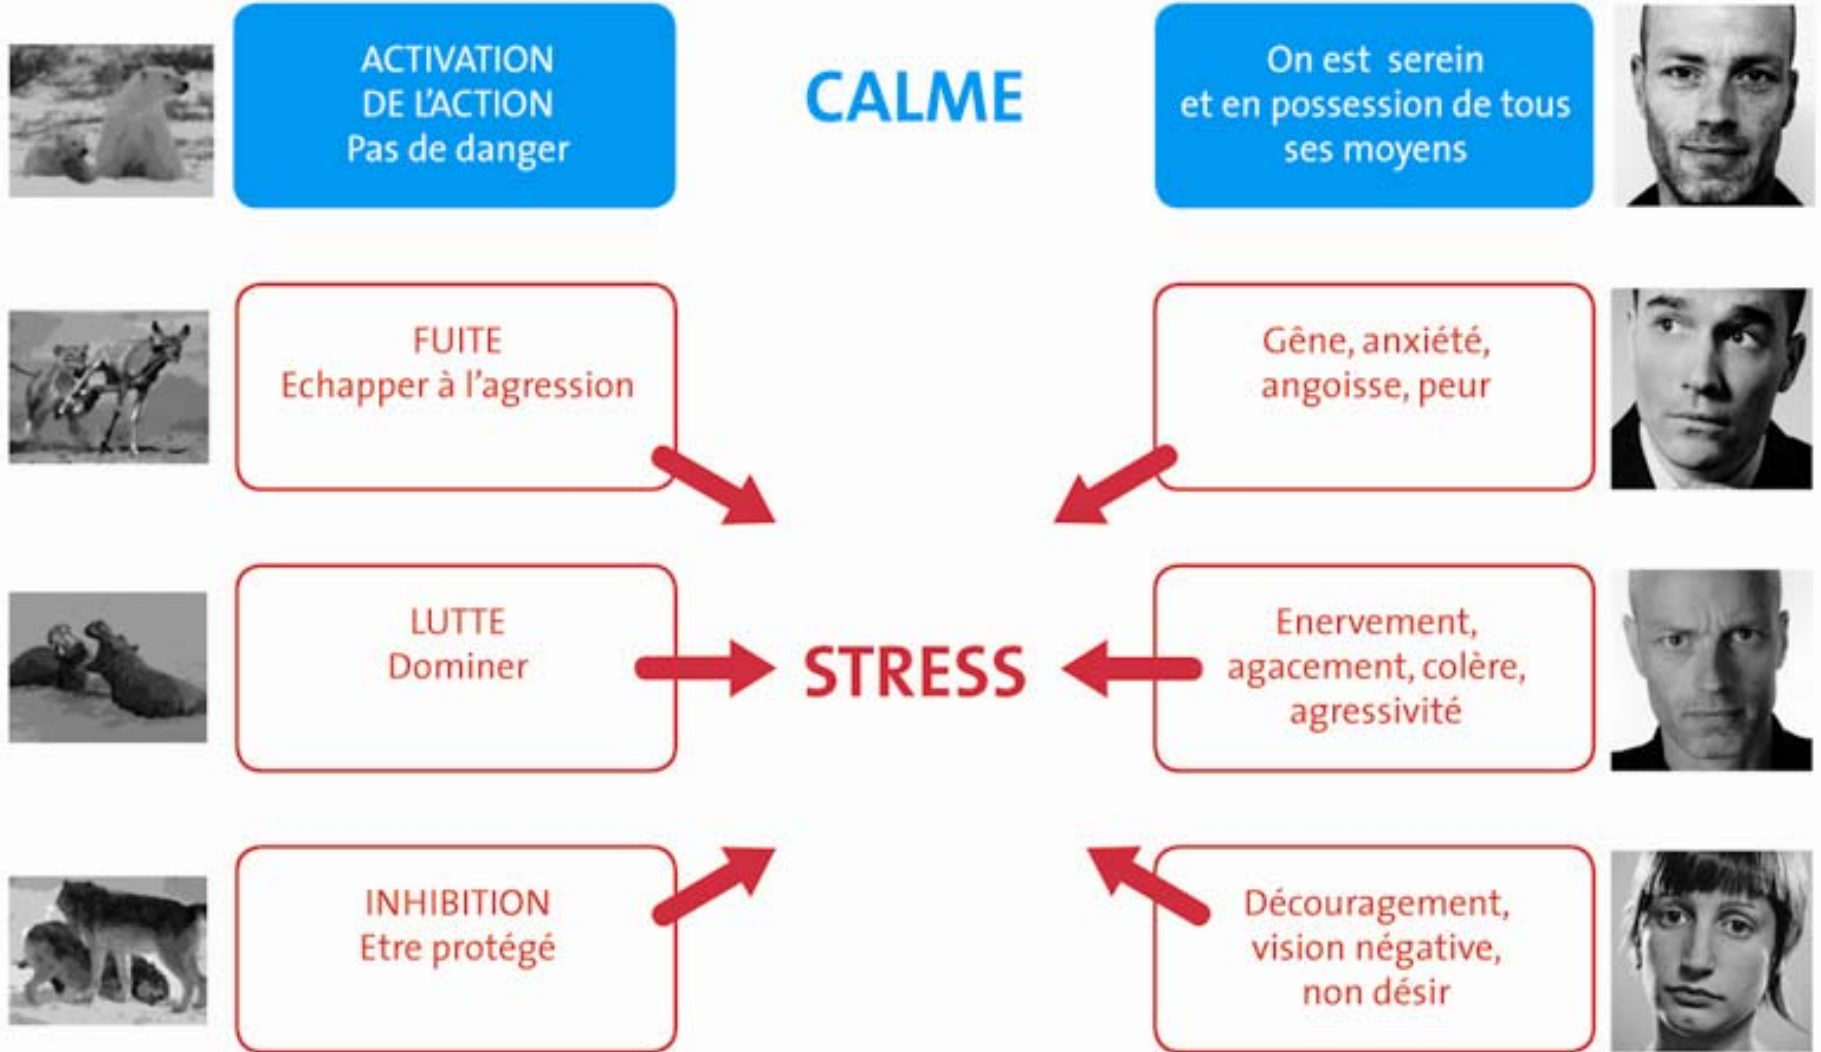 ACTIVATION
DE L'ACTION
Pas de danger
CALME
On est serein
et en possession de tous
ses moyens
FUITE
Echapper à l'agression
Gêne, anxiété,
angoisse, peur
LUTTE
Dominer
STRESS
Enervement,
agacement, colère,
agressivité
INHIBITION
Etre protégé
Découragement,
vision négative,
non désir